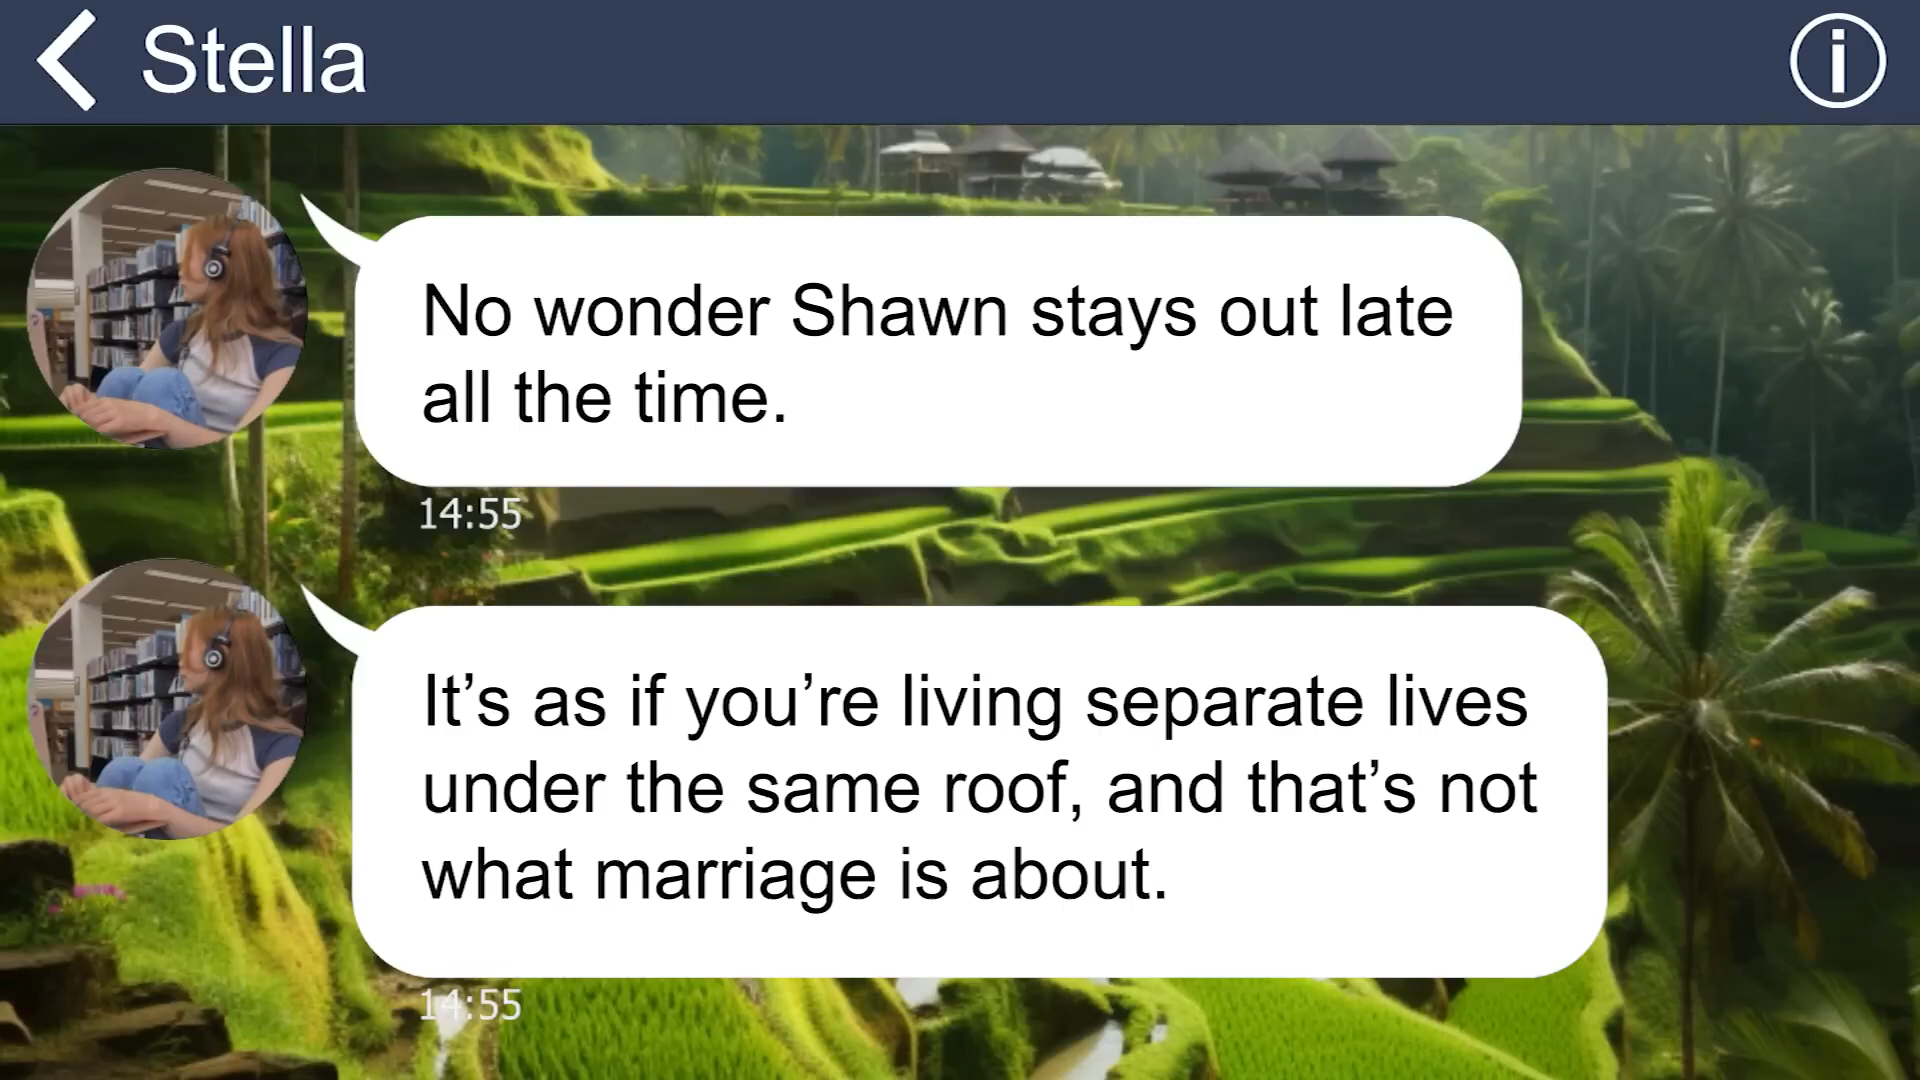 Stella
No wonder Shawn stays out late
all the time.
14:55
It’s as if you’re living separate lives
under the same roof, and that’s not
what marriage is about.
14:55